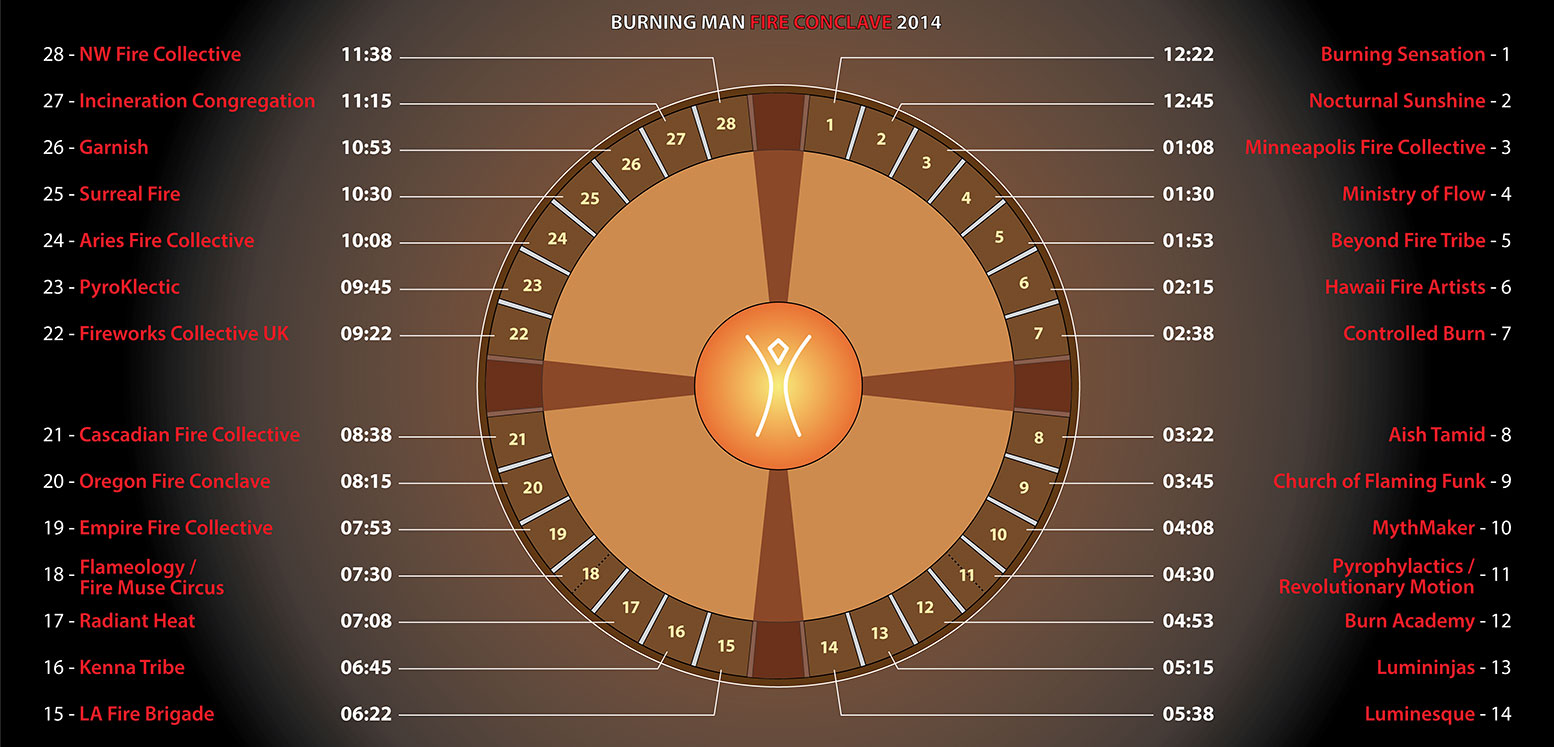 BURNING MAN FIRE CONCLAVE 2014
28 - NW Fire Collective 11:38
27 - Incineration Congregation 11:15
26 - Garnish 10:53
25 - Surreal Fire 10:30
24 - Aries Fire Collective 10:08
23 - PyroKlectic 09:45
22 - Fireworks Collective UK 09:22
21 - Cascadian Fire Collective 08:38
20 - Oregon Fire Conclave 08:15
19 - Empire Fire Collective 07:53
18 - Flameology / 07:30
Fire Muse Circus
17 - Radiant Heat 07:08
16 - Kenna Tribe 06:45
15 - LA Fire Brigade 06:22
28
27
26
25
24
23
22
21
20
19
18
17
16
15
1
2
3
4
5
6
7
8
9
10
11
12
13
14
12:22 Burning Sensation - 1
12:45 Nocturnal Sunshine - 2
01:08 Minneapolis Fire Collective - 3
01:30 Ministry of Flow - 4
01:53 Beyond Fire Tribe - 5
02:15 Hawaii Fire Artists - 6
02:38 Controlled Burn - 7
03:22 Aish Tamid - 8
03:45 Church of Flaming Funk - 9
04:08 MythMaker - 10
04:30 Pyrophylactics / - 11
Revolutionary Motion
04:53 Burn Academy - 12
05:15 Lumininjas - 13
05:38 Luminesque - 14